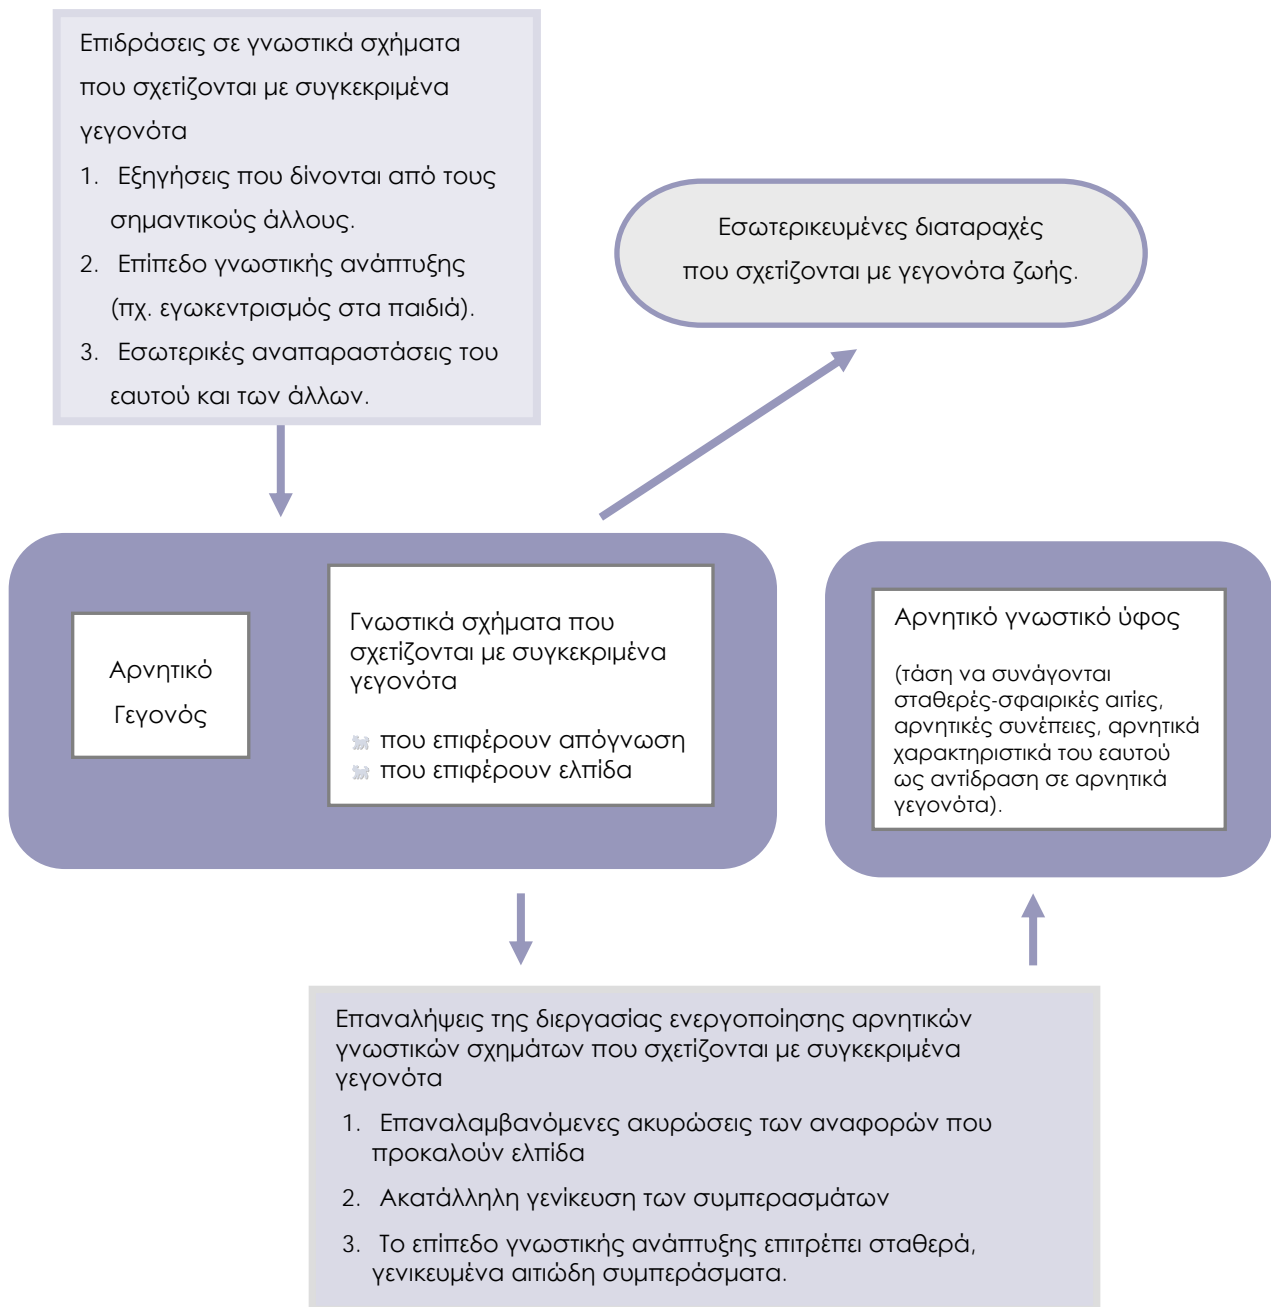 Επιδράσεις σε γνωστικά σχήματα
που σχετίζονται με συγκεκριμένα
γεγονότα
1. Εξηγήσεις που δίνονται από τους
σημαντικούς άλλους.
2. Επίπεδο γνωστικής ανάπτυξης
(πχ. εγωκεντρισμός στα παιδιά).
3. Εσωτερικές αναπαραστάσεις του
εαυτού και των άλλων.
Εσωτερικευμένες διαταραχές
που σχετίζονται με γεγονότα ζωής.
Αρνητικό
Γεγονός
Γνωστικά σχήματα που
σχετίζονται με συγκεκριμένα
γεγονότα
που επιφέρουν απόγνωση
που επιφέρουν ελπίδα
Αρνητικό γνωστικό ύφος
(τάση να συνάγονται
σταθερές-σφαιρικές αιτίες,
αρνητικές συνέπειες, αρνητικά
χαρακτηριστικά του εαυτού
ως αντίδραση σε αρνητικά
γεγονότα).
Επαναλήψεις της διεργασίας ενεργοποίησης αρνητικών
γνωστικών σχημάτων που σχετίζονται με συγκεκριμένα
γεγονότα
1. Επαναλαμβανόμενες ακυρώσεις των αναφορών που
προκαλούν ελπίδα
2. Ακατάλληλη γενίκευση των συμπερασμάτων
3. Το επίπεδο γνωστικής ανάπτυξης επιτρέπει σταθερά,
γενικευμένα αιτιώδη συμπεράσματα.